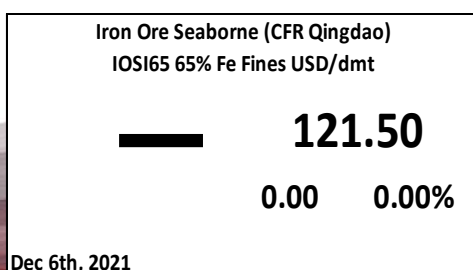 Iron Ore Seaborne (CFR Qingdao)
IOSI65 65% Fe Fines USD/dmt
121.50
0.00 0.00%
Dec 6th, 2021